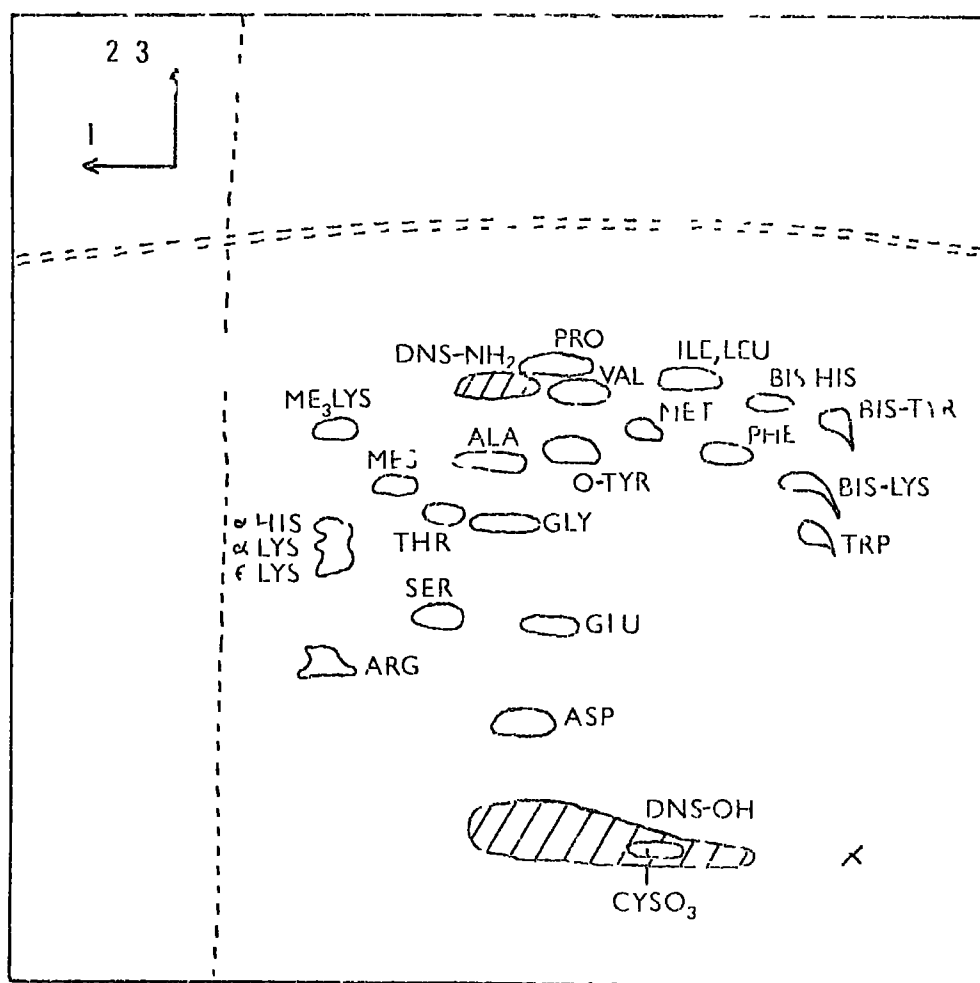 2 3
1
PRO
DNS-NH₂
ILE, LEU
VAL
BIS HIS
ME₃LYS
MET
BIS-TYR
ALA
PHE
O-TYR
BIS-LYS
α HIS
GLY
α LYS
THR
TRP
ε LYS
SER
GLU
ARG
ASP
DNS-OH
X
CYSO₃